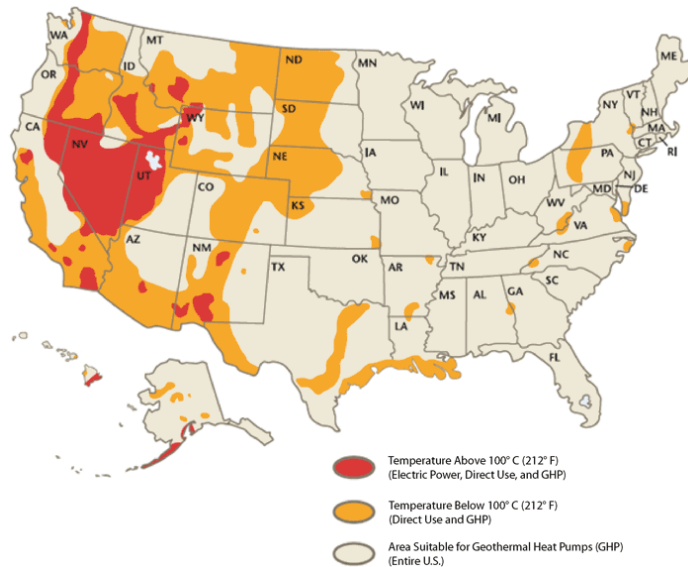 WA
MT
ND
MN
ME
OR
ID
VT
NY
NH
WI
SD
WY
MI
MA
CT
RI
CA
NV
NE
IA
PA
NJ
UT
IL
IN
OH
MD
DE
CO
KS
MO
WV
VA
KY
AZ
NM
OK
AR
TN
NC
TX
SC
MS
AL
GA
LA
FL
Temperature Above 100° C (212° F)
(Electric Power, Direct Use, and GHP)
Temperature Below 100° C (212° F)
(Direct Use and GHP)
Area Suitable for Geothermal Heat Pumps (GHP)
(Entire U.S.)